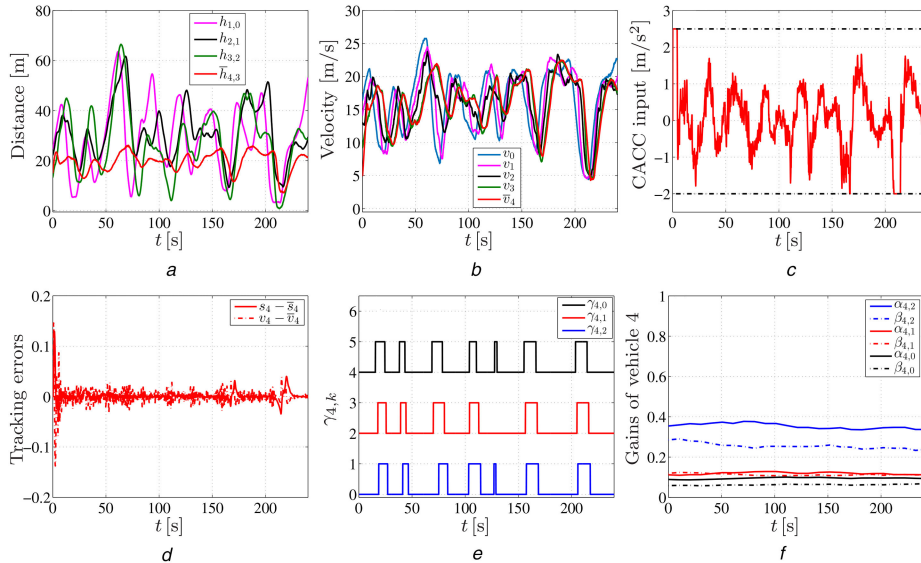 Distance [m]
80
60
40
20
0
0 50 100 150 200
t [s]
h1,0
h2,1
h3,2
h̅4,3
a
Velocity [m/s]
30
25
20
15
10
5
0
0 50 100 150 200
t [s]
v0
v1
v2
v3
v̅4
b
CACC input [m/s²]
3
2
1
0
−1
−2
0 50 100 150 200
t [s]
c
Tracking errors
0.2
0.1
0
−0.1
−0.2
0 50 100 150 200
t [s]
s4 − s̅4
v4 − v̅4
d
γ4,k
6
5
4
3
2
1
0
0 50 100 150 200
t [s]
γ4,0
γ4,1
γ4,2
e
Gains of vehicle 4
1
0.8
0.6
0.4
0.2
0
0 50 100 150 200
t [s]
α4,2
β4,2
α4,1
β4,1
α4,0
β4,0
f